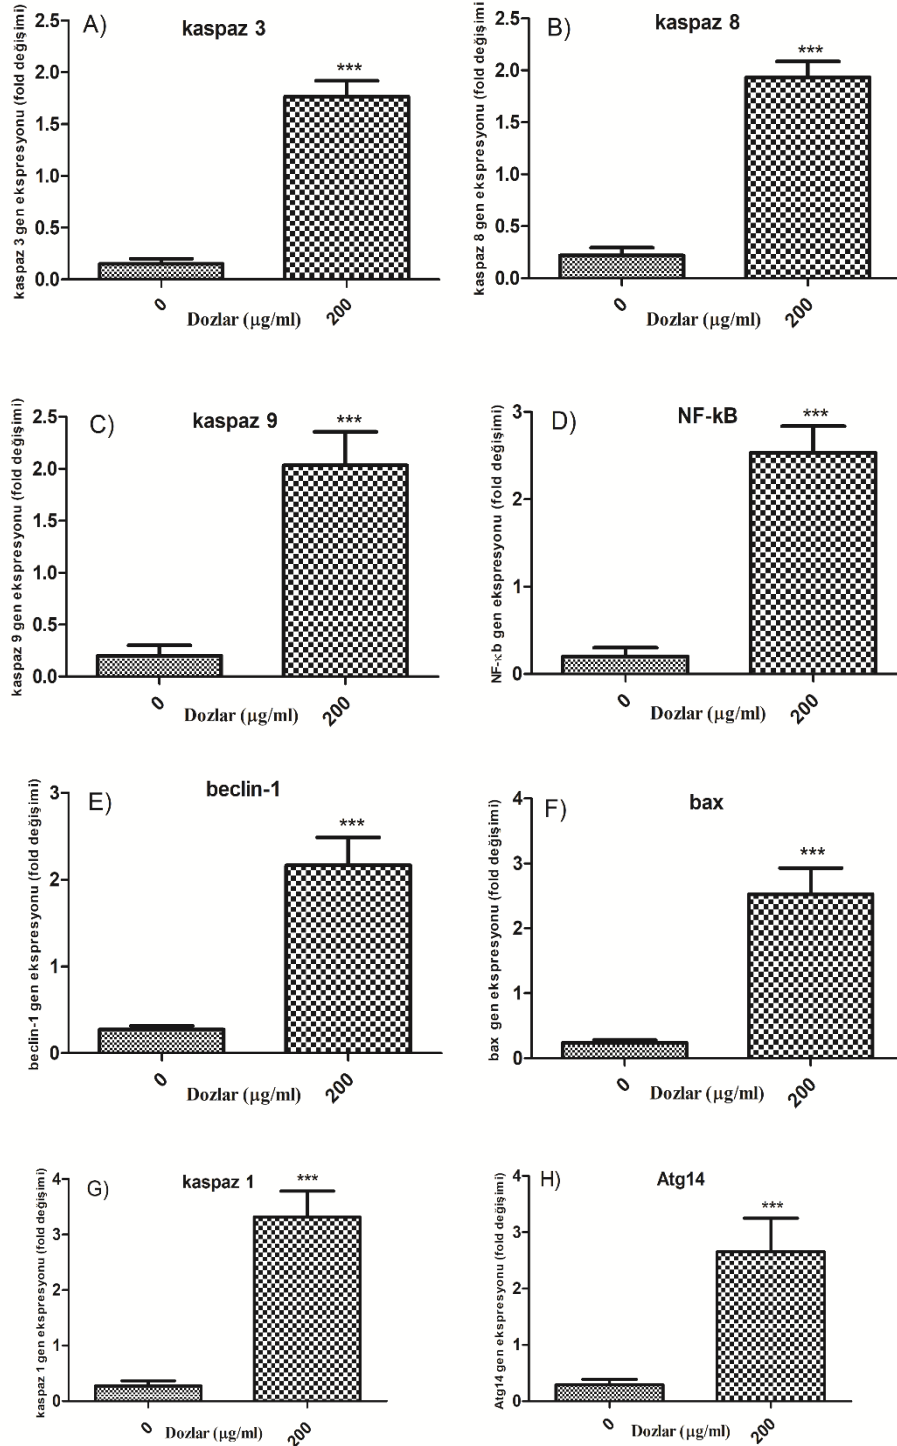 A)
kaspaz 3
kaspaz 3 gen ekspresyonu (fold değişimi)
2.5
2.0
1.5
1.0
0.5
0.0
***
0
200
Dozlar (µg/ml)
B)
kaspaz 8
kaspaz 8 gen ekspresyonu (fold değişimi)
2.5
2.0
1.5
1.0
0.5
0.0
***
0
200
Dozlar (µg/ml)
C)
kaspaz 9
kaspaz 9 gen ekspresyonu (fold değişimi)
2.5
2.0
1.5
1.0
0.5
0.0
***
0
200
Dozlar (µg/ml)
D)
NF-kB
NF-κb gen ekspresyonu (fold değişimi)
3
2
1
0
***
0
200
Dozlar (µg/ml)
E)
beclin-1
beclin-1 gen ekspresyonu (fold değişimi)
3
2
1
0
***
0
200
Dozlar (µg/ml)
F)
bax
bax gen ekspresyonu (fold değişimi)
4
3
2
1
0
***
0
200
Dozlar (µg/ml)
G)
kaspaz 1
kaspaz 1 gen ekspresyonu (fold değişimi)
4
3
2
1
0
***
0
200
Dozlar (µg/ml)
H)
Atg14
Atg14 gen ekspresyonu (fold değişimi)
4
3
2
1
0
***
0
200
Dozlar (µg/ml)